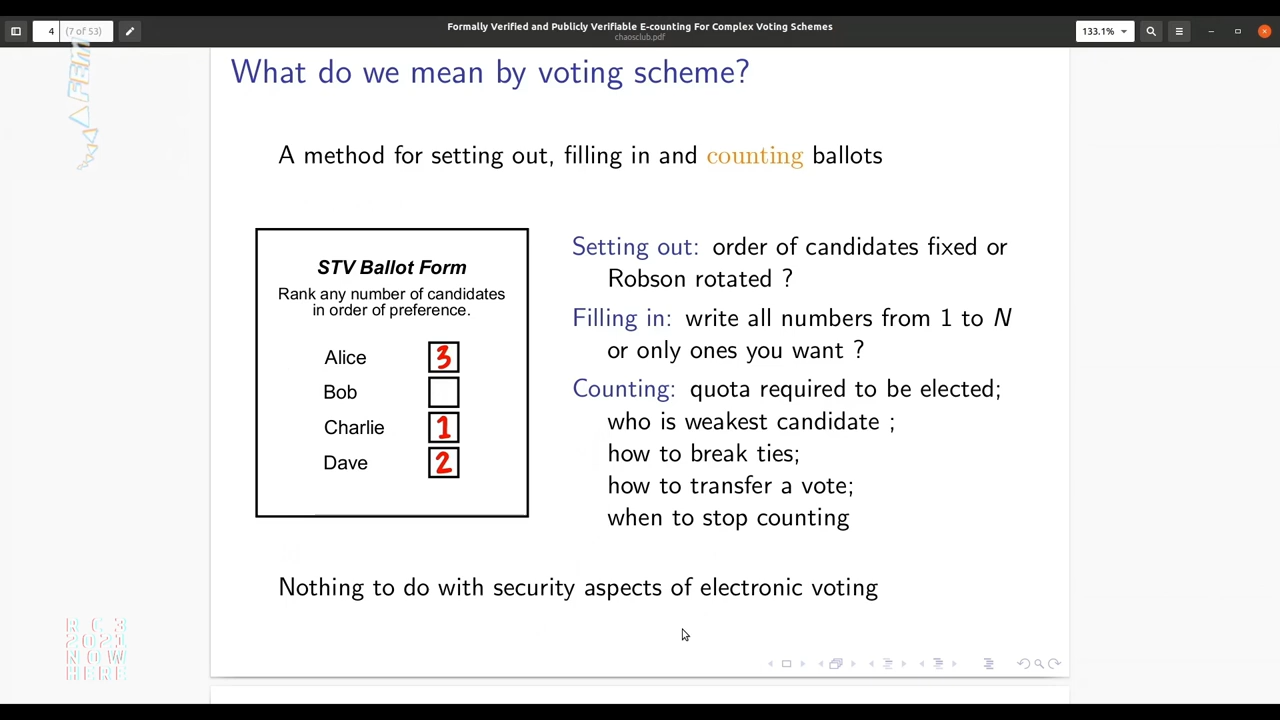 Formally Verified and Publicly Verifiable E-counting For Complex Voting Schemes
chaosclub.pdf
4 (7 of 53)
133.1%
What do we mean by voting scheme?
A method for setting out, filling in and counting ballots
STV Ballot Form
Rank any number of candidates
in order of preference.
Alice 3
Bob
Charlie 1
Dave 2
Setting out: order of candidates fixed or
Robson rotated ?
Filling in: write all numbers from 1 to N
or only ones you want ?
Counting: quota required to be elected;
who is weakest candidate ;
how to break ties;
how to transfer a vote;
when to stop counting
Nothing to do with security aspects of electronic voting
RC3
2021
NOW
HERE